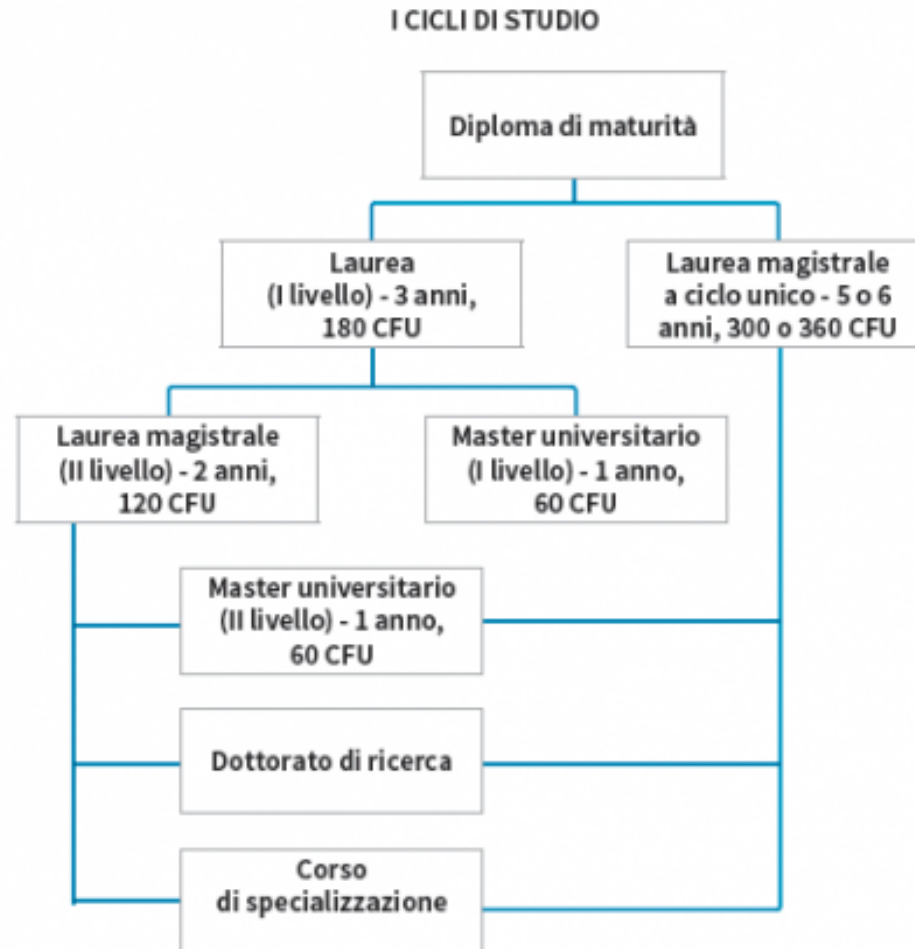 I CICLI DI STUDIO
Diploma di maturità
Laurea
(I livello) - 3 anni,
180 CFU
Laurea magistrale
a ciclo unico - 5 o 6
anni, 300 o 360 CFU
Laurea magistrale
(II livello) - 2 anni,
120 CFU
Master universitario
(I livello) - 1 anno,
60 CFU
Master universitario
(II livello) - 1 anno,
60 CFU
Dottorato di ricerca
Corso
di specializzazione